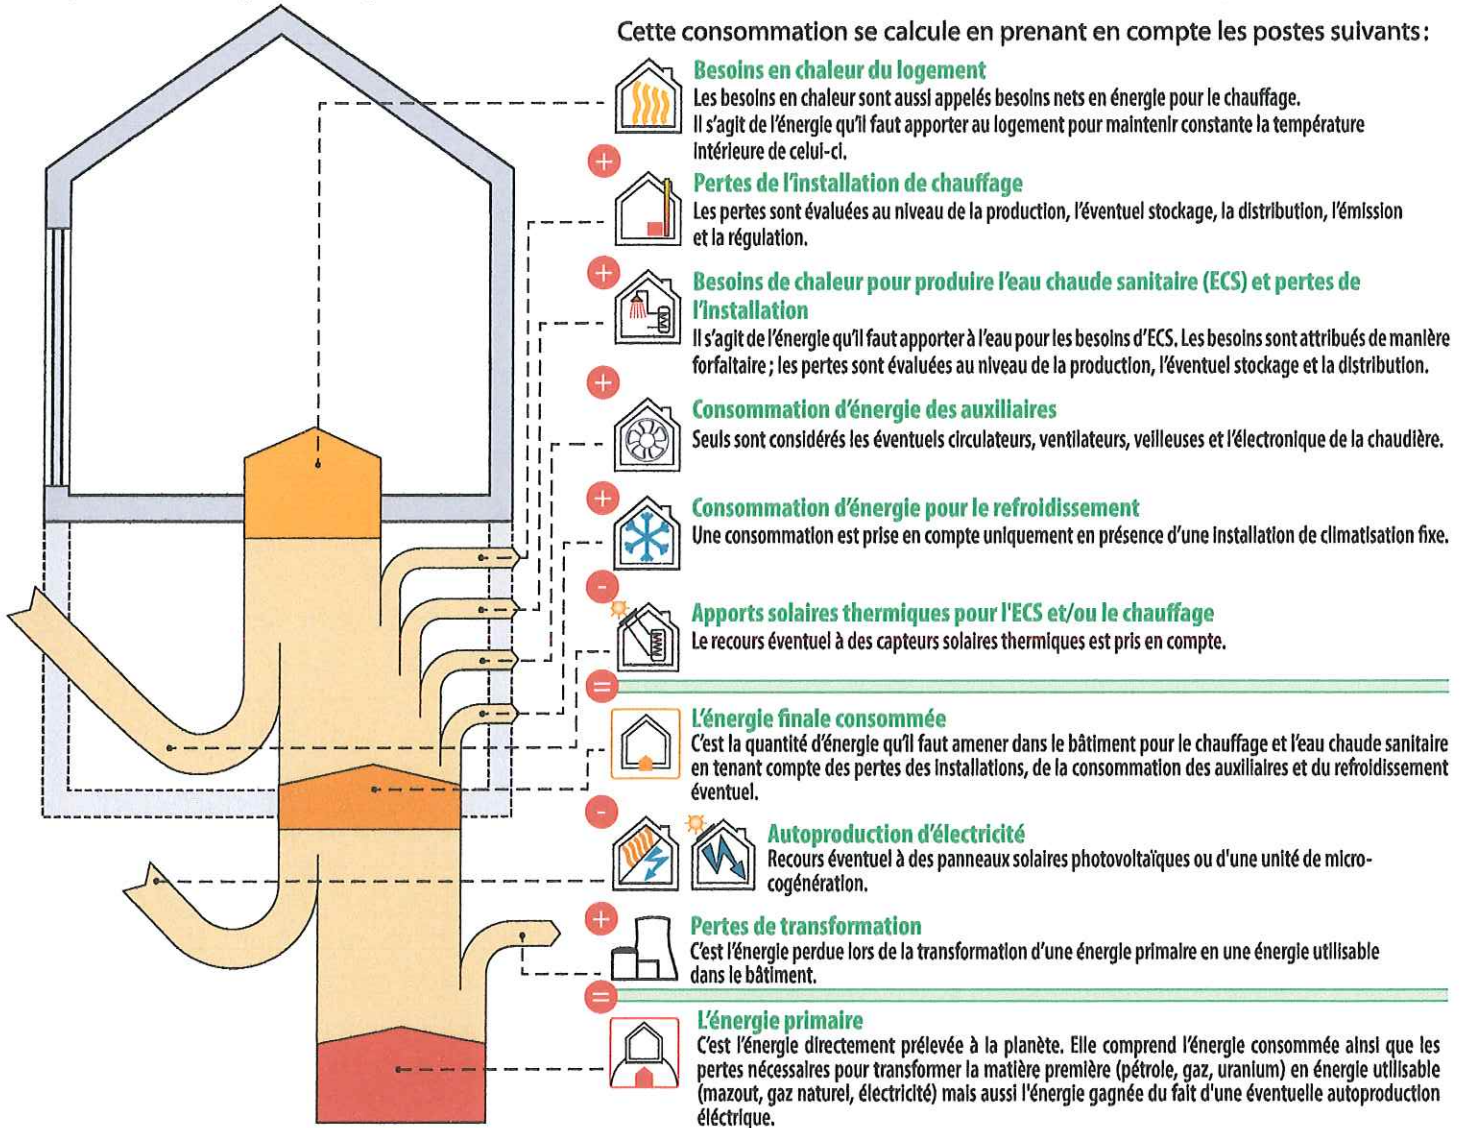 Cette consommation se calcule en prenant en compte les postes suivants :
Besoins en chaleur du logement
Les besoins en chaleur sont aussi appelés besoins nets en énergie pour le chauffage.
Il s'agit de l'énergie qu'il faut apporter au logement pour maintenir constante la température
intérieure de celui-ci.
+
Pertes de l'installation de chauffage
Les pertes sont évaluées au niveau de la production, l'éventuel stockage, la distribution, l'émission
et la régulation.
+
Besoins de chaleur pour produire l'eau chaude sanitaire (ECS) et pertes de
l'installation
Il s'agit de l'énergie qu'il faut apporter à l'eau pour les besoins d'ECS. Les besoins sont attribués de manière
forfaitaire ; les pertes sont évaluées au niveau de la production, l'éventuel stockage et la distribution.
+
Consommation d'énergie des auxiliaires
Seuls sont considérés les éventuels circulateurs, ventilateurs, veilleuses et l'électronique de la chaudière.
+
Consommation d'énergie pour le refroidissement
Une consommation est prise en compte uniquement en présence d'une installation de climatisation fixe.
-
Apports solaires thermiques pour l'ECS et/ou le chauffage
Le recours éventuel à des capteurs solaires thermiques est pris en compte.
=
L'énergie finale consommée
C'est la quantité d'énergie qu'il faut amener dans le bâtiment pour le chauffage et l'eau chaude sanitaire
en tenant compte des pertes des installations, de la consommation des auxiliaires et du refroidissement
éventuel.
-
Autoproduction d'électricité
Recours éventuel à des panneaux solaires photovoltaïques ou d'une unité de micro-
cogénération.
+
Pertes de transformation
C'est l'énergie perdue lors de la transformation d'une énergie primaire en une énergie utilisable
dans le bâtiment.
=
L'énergie primaire
C'est l'énergie directement prélevée à la planète. Elle comprend l'énergie consommée ainsi que les
pertes nécessaires pour transformer la matière première (pétrole, gaz, uranium) en énergie utilisable
(mazout, gaz naturel, électricité) mais aussi l'énergie gagnée du fait d'une éventuelle autoproduction
éléctrique.